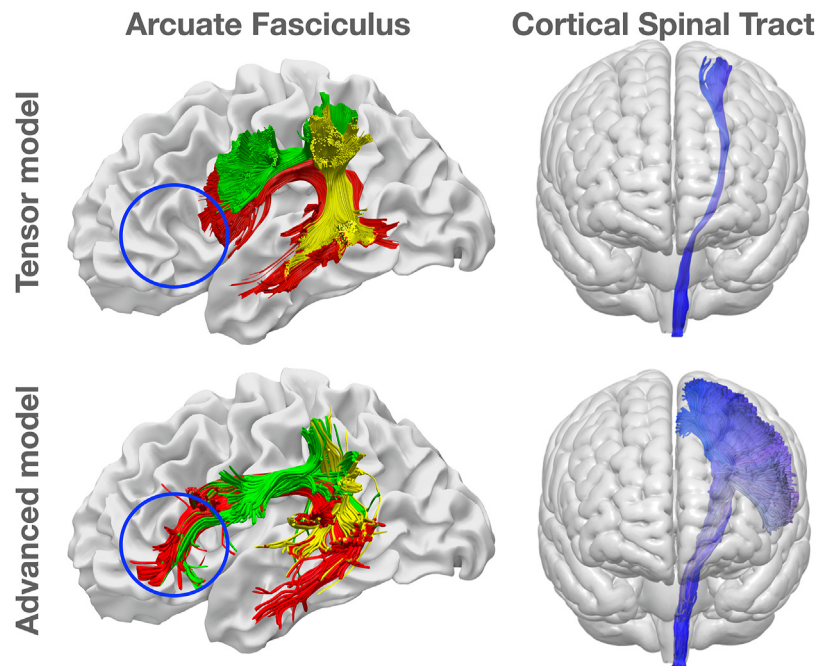 Arcuate Fasciculus
Cortical Spinal Tract
Tensor model
Advanced model